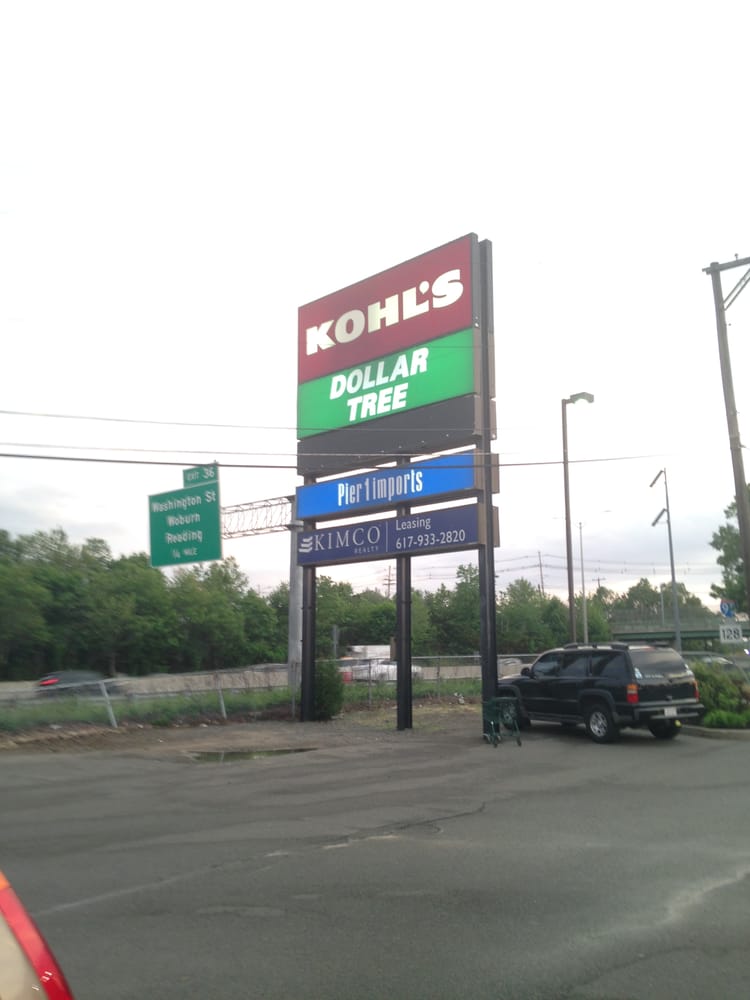 KOHL'S
DOLLAR
TREE
Pier 1 imports
KIMCO
REALTY
Leasing
617-933-2820
EXIT 36
Washington St
Woburn
Reading
1/4 MILE
128